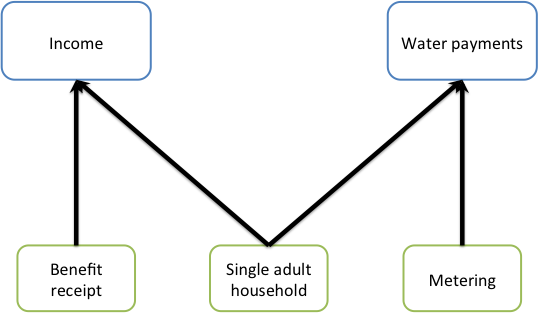 Income
Water payments
Benefit
receipt
Single adult
household
Metering